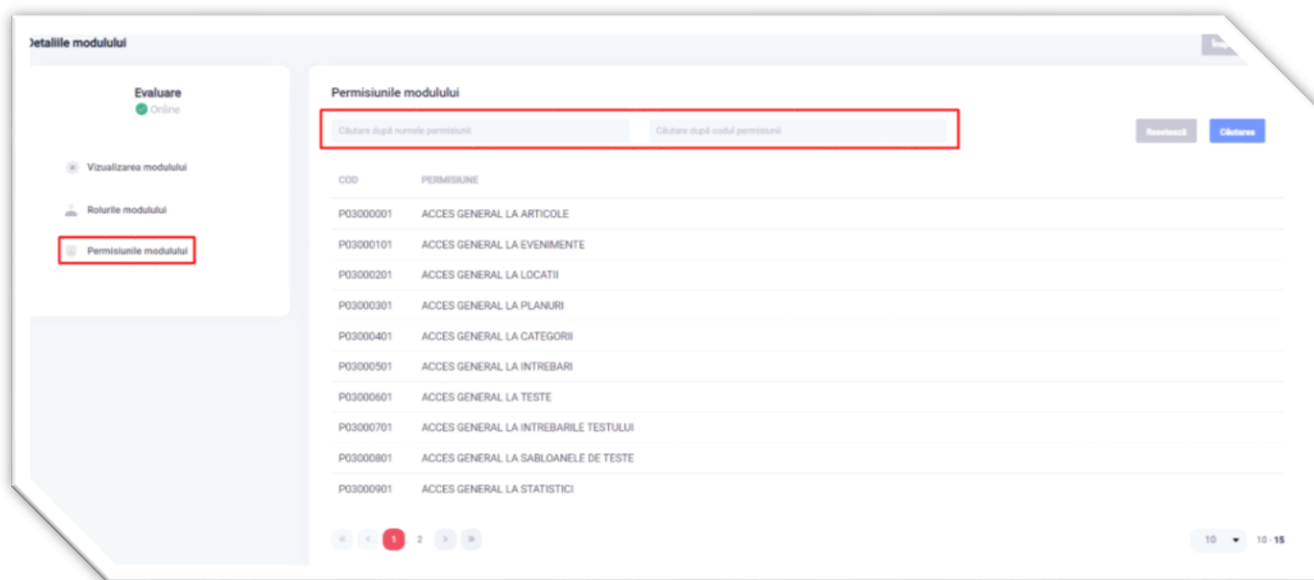 Detaliile modulului
Evaluare
Online
Vizualizarea modulului
Rolurile modulului
Permisiunile modulului
Permisiunile modulului
Căutare după numele permisiunii Căutare după codul permisiunii Resetează Căutarea
COD PERMISIUNE
P03000001 ACCES GENERAL LA ARTICOLE
P03000101 ACCES GENERAL LA EVENIMENTE
P03000201 ACCES GENERAL LA LOCATII
P03000301 ACCES GENERAL LA PLANURI
P03000401 ACCES GENERAL LA CATEGORII
P03000501 ACCES GENERAL LA INTREBARI
P03000601 ACCES GENERAL LA TESTE
P03000701 ACCES GENERAL LA INTREBARILE TESTULUI
P03000801 ACCES GENERAL LA SABLOANELE DE TESTE
P03000901 ACCES GENERAL LA STATISTICI
« < 1 2 > » 10 10 - 15